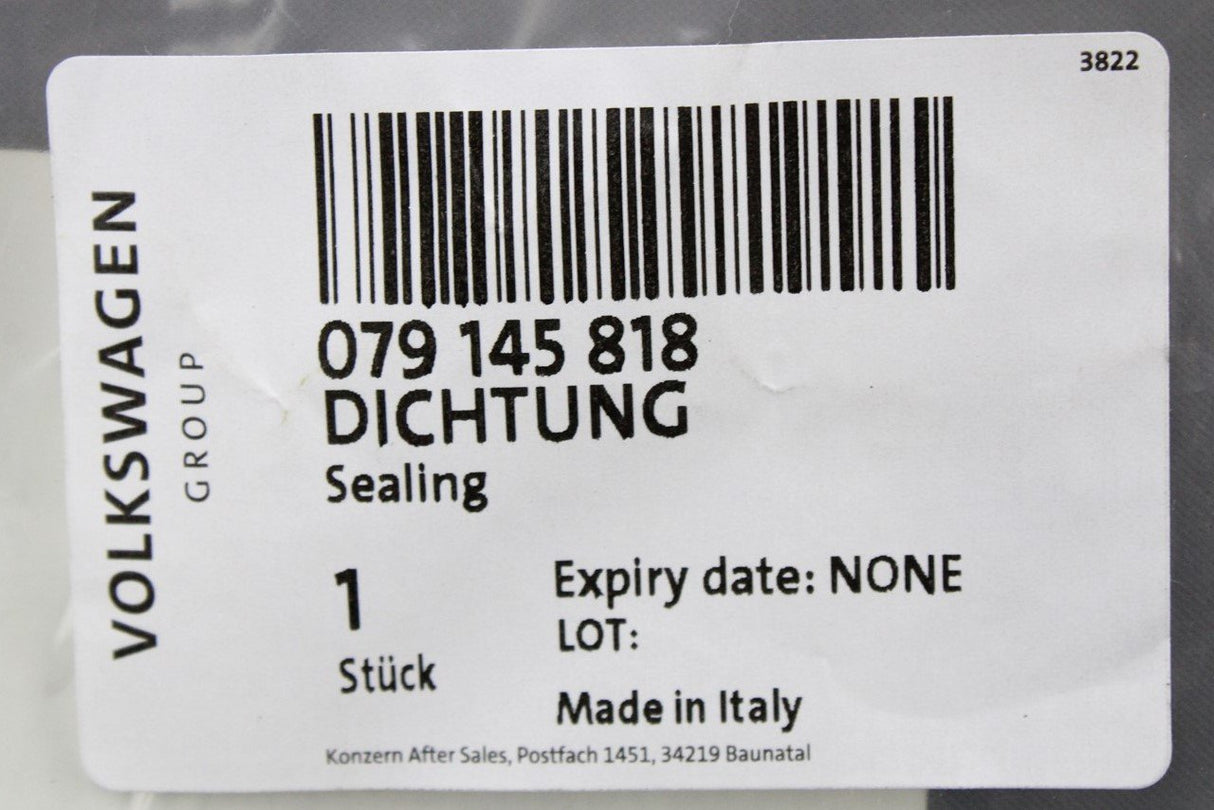 3822
VOLKSWAGEN
GROUP
079 145 818
DICHTUNG
Sealing
1
Stück
Expiry date: NONE
LOT:
Made in Italy
Konzern After Sales, Postfach 1451, 34219 Baunatal